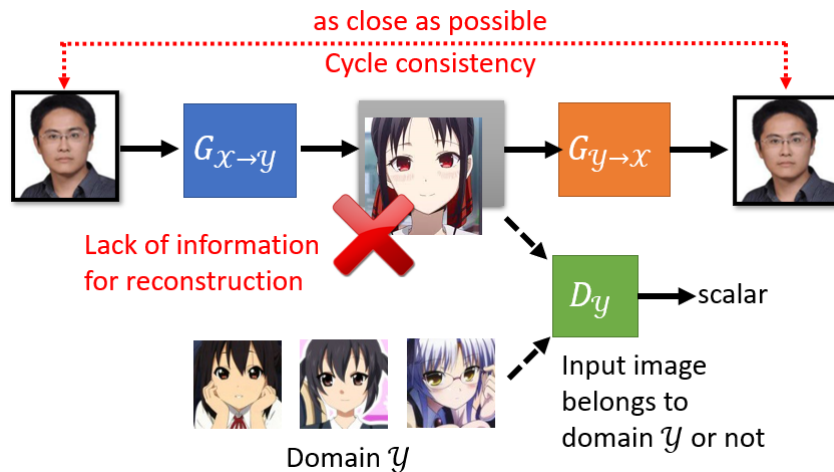 as close as possible
Cycle consistency
G𝒳→𝒴
G𝒴→𝒳
Lack of information
for reconstruction
D𝒴
scalar
Input image
belongs to
domain 𝒴 or not
Domain 𝒴